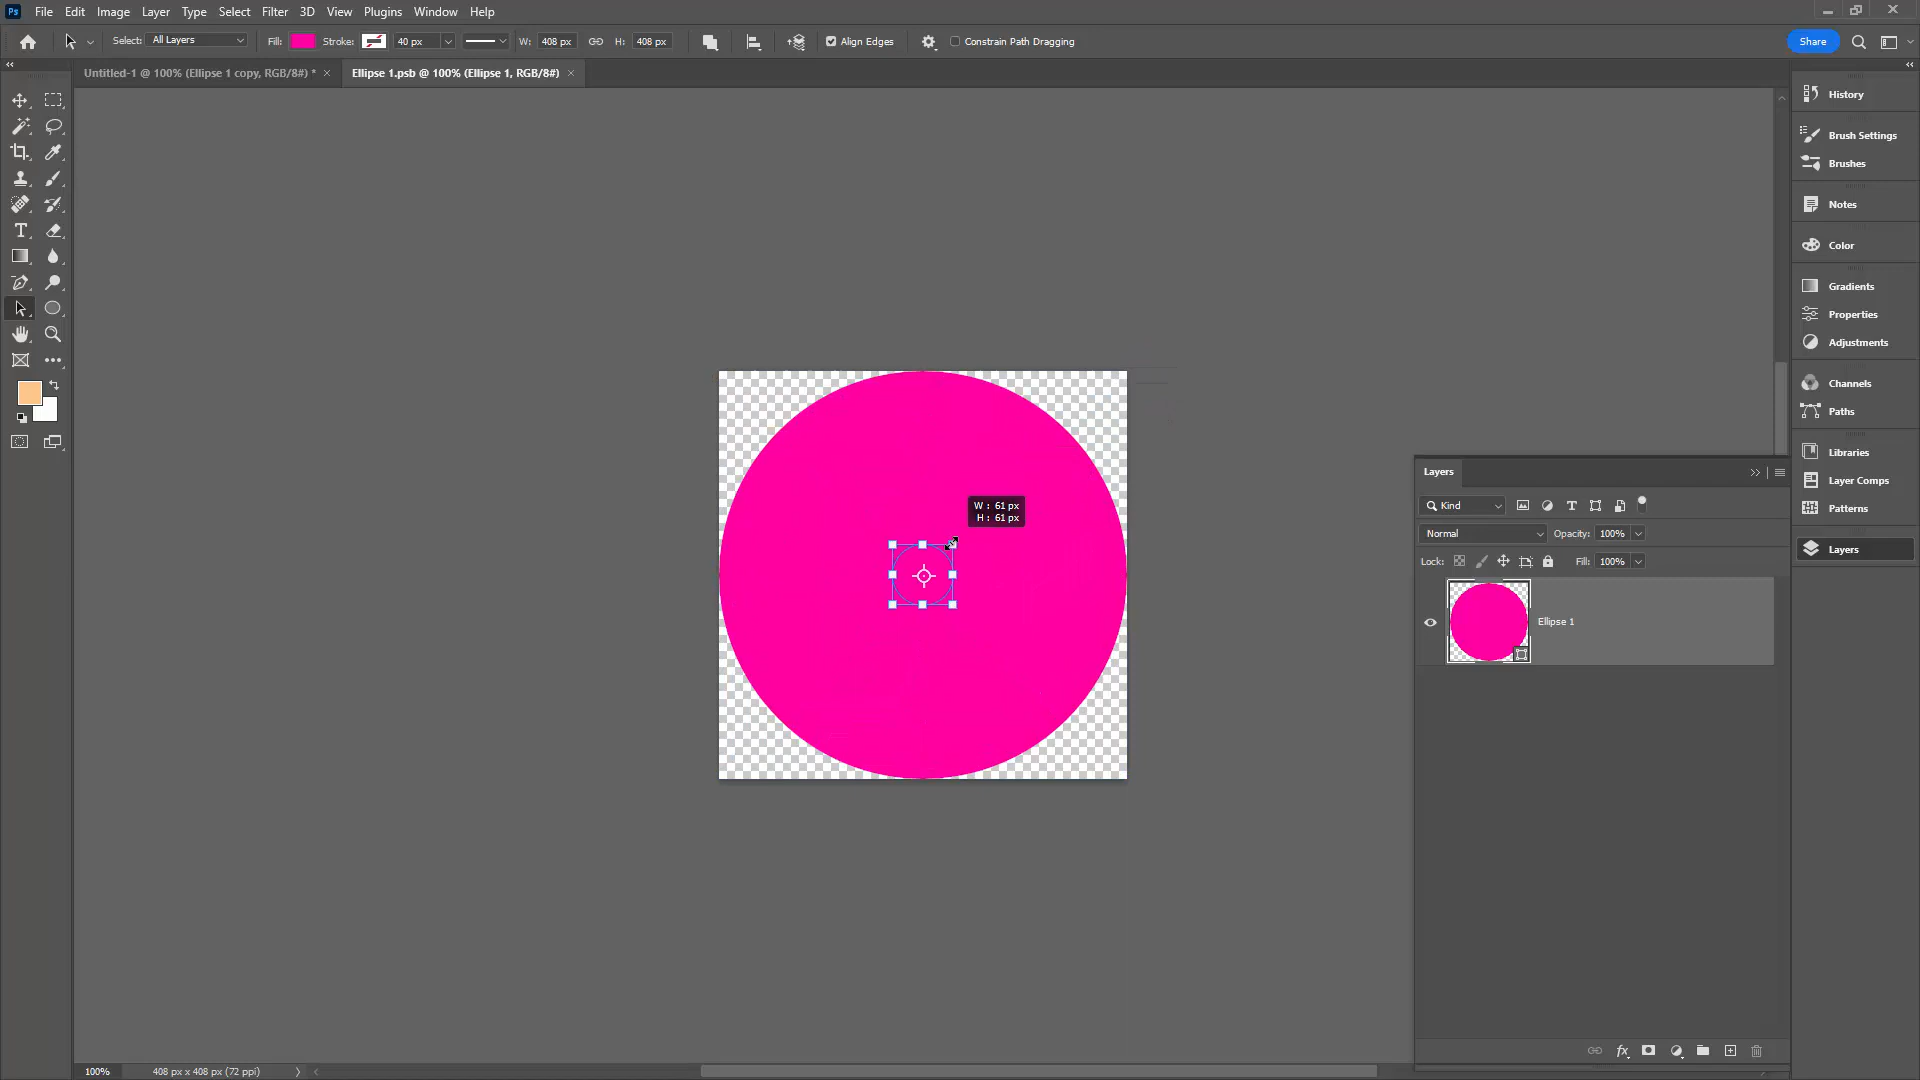 Ps File Edit Image Layer Type Select Filter 3D View Plugins Window Help
Select: All Layers Fill: Stroke: 40 px W: 408 px H: 408 px Align Edges Constrain Path Dragging Share
Untitled-1 @ 100% (Ellipse 1 copy, RGB/8#) * × Ellipse 1.psb @ 100% (Ellipse 1, RGB/8#) ×
History
Brush Settings
Brushes
Notes
Color
Gradients
Properties
Adjustments
Channels
Paths
Libraries
Layer Comps
Patterns
Layers
W : 61 px
H : 61 px
Layers
Kind
Normal Opacity: 100%
Lock: Fill: 100%
Ellipse 1
fx
100% 408 px x 408 px (72 ppi)